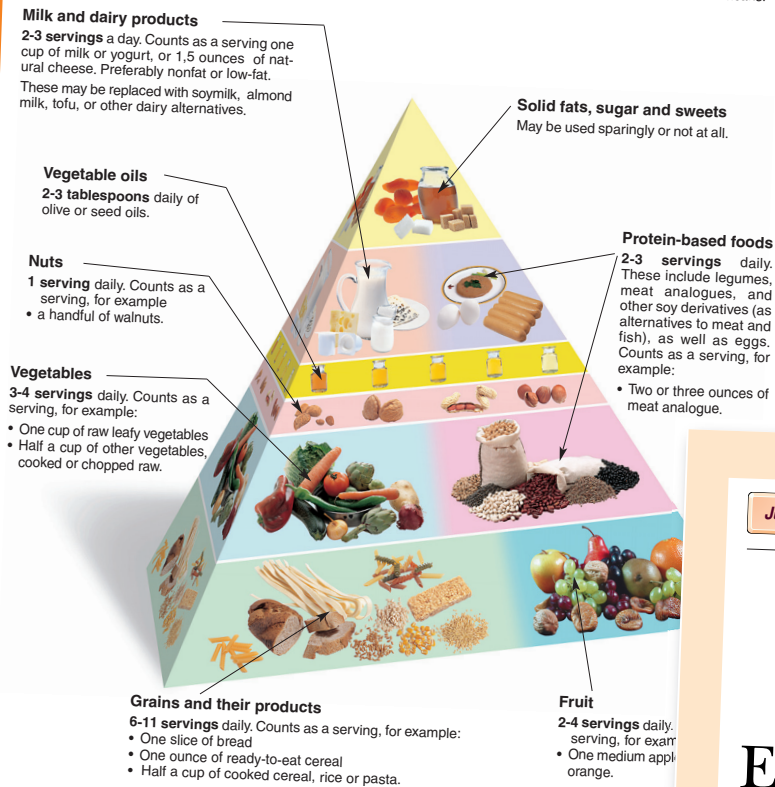 Milk and dairy products
2-3 servings a day. Counts as a serving one
cup of milk or yogurt, or 1,5 ounces of nat-
ural cheese. Preferably nonfat or low-fat.
These may be replaced with soymilk, almond
milk, tofu, or other dairy alternatives.
Solid fats, sugar and sweets
May be used sparingly or not at all.
Vegetable oils
2-3 tablespoons daily of
olive or seed oils.
Nuts
1 serving daily. Counts as a
serving, for example
• a handful of walnuts.
Protein-based foods
2-3 servings daily.
These include legumes,
meat analogues, and
other soy derivatives (as
alternatives to meat and
fish), as well as eggs.
Counts as a serving, for
example:
• Two or three ounces of
meat analogue.
Vegetables
3-4 servings daily. Counts as a
serving, for example:
• One cup of raw leafy vegetables
• Half a cup of other vegetables,
cooked or chopped raw.
Grains and their products
6-11 servings daily. Counts as a serving, for example:
• One slice of bread
• One ounce of ready-to-eat cereal
• Half a cup of cooked cereal, rice or pasta.
Fruit
2-4 servings daily.
serving, for
• One medium
orange.